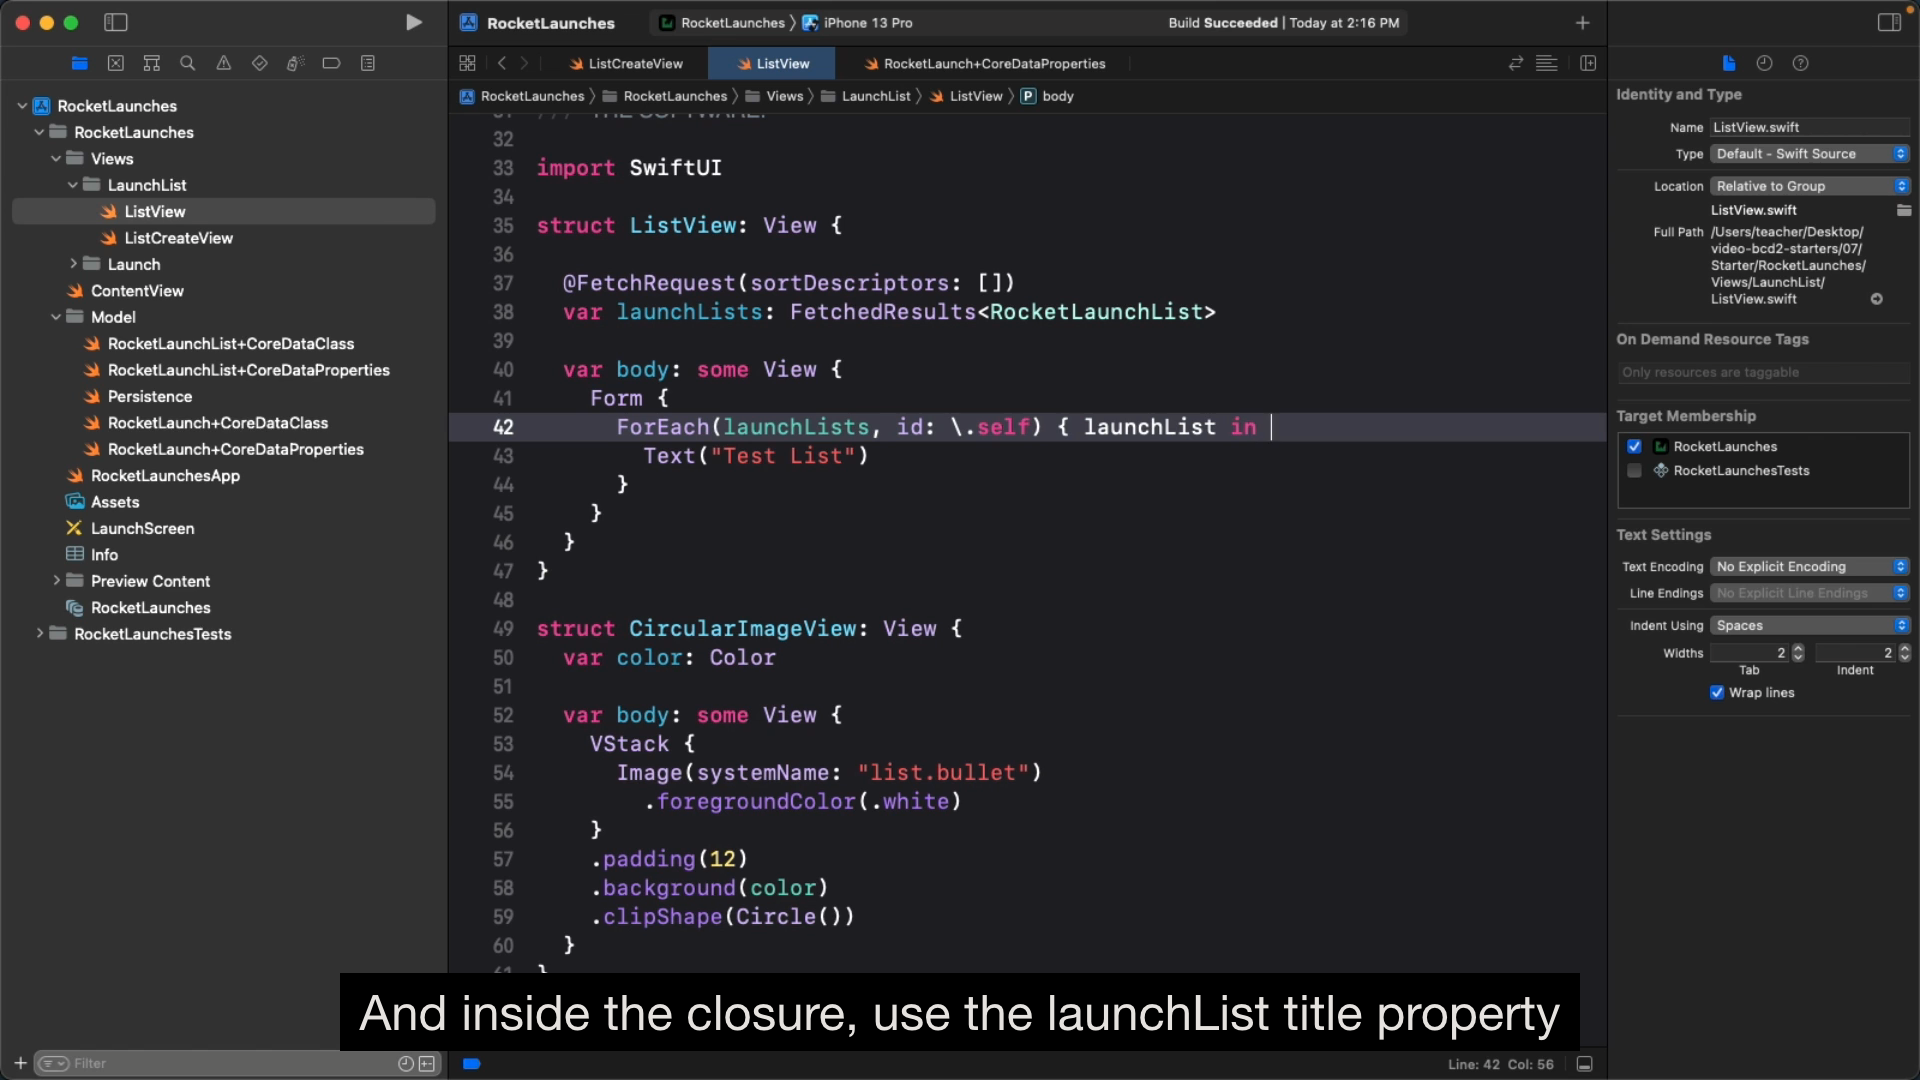 RocketLaunches
RocketLaunches
iPhone 13 Pro
Build Succeeded | Today at 2:16 PM
ListCreateView
ListView
RocketLaunch+CoreDataProperties
RocketLaunches
RocketLaunches
Views
LaunchList
ListView
P
body
RocketLaunches
RocketLaunches
Views
LaunchList
ListView
ListCreateView
Launch
ContentView
Model
RocketLaunchList+CoreDataClass
RocketLaunchList+CoreDataProperties
Persistence
RocketLaunch+CoreDataClass
RocketLaunch+CoreDataProperties
RocketLaunchesApp
Assets
LaunchScreen
Info
Preview Content
RocketLaunches
RocketLaunchesTests
Filter
31 /// THE SOFTWARE.
32
33 import SwiftUI
34
35 struct ListView: View {
36
37 @FetchRequest(sortDescriptors: [])
38 var launchLists: FetchedResults<RocketLaunchList>
39
40 var body: some View {
41 Form {
42 ForEach(launchLists, id: \.self) { launchList in
43 Text("Test List")
44 }
45 }
46 }
47 }
48
49 struct CircularImageView: View {
50 var color: Color
51
52 var body: some View {
53 VStack {
54 Image(systemName: "list.bullet")
55 .foregroundColor(.white)
56 }
57 .padding(12)
58 .background(color)
59 .clipShape(Circle())
60 }
61 }
And inside the closure, use the launchList title property
Line: 42 Col: 56
Identity and Type
Name ListView.swift
Type Default - Swift Source
Location Relative to Group
ListView.swift
Full Path /Users/teacher/Desktop/
video-bcd2-starters/07/
Starter/RocketLaunches/
Views/LaunchList/
ListView.swift
On Demand Resource Tags
Only resources are taggable
Target Membership
RocketLaunches
RocketLaunchesTests
Text Settings
Text Encoding No Explicit Encoding
Line Endings No Explicit Line Endings
Indent Using Spaces
Widths 2 2
Tab Indent
Wrap lines